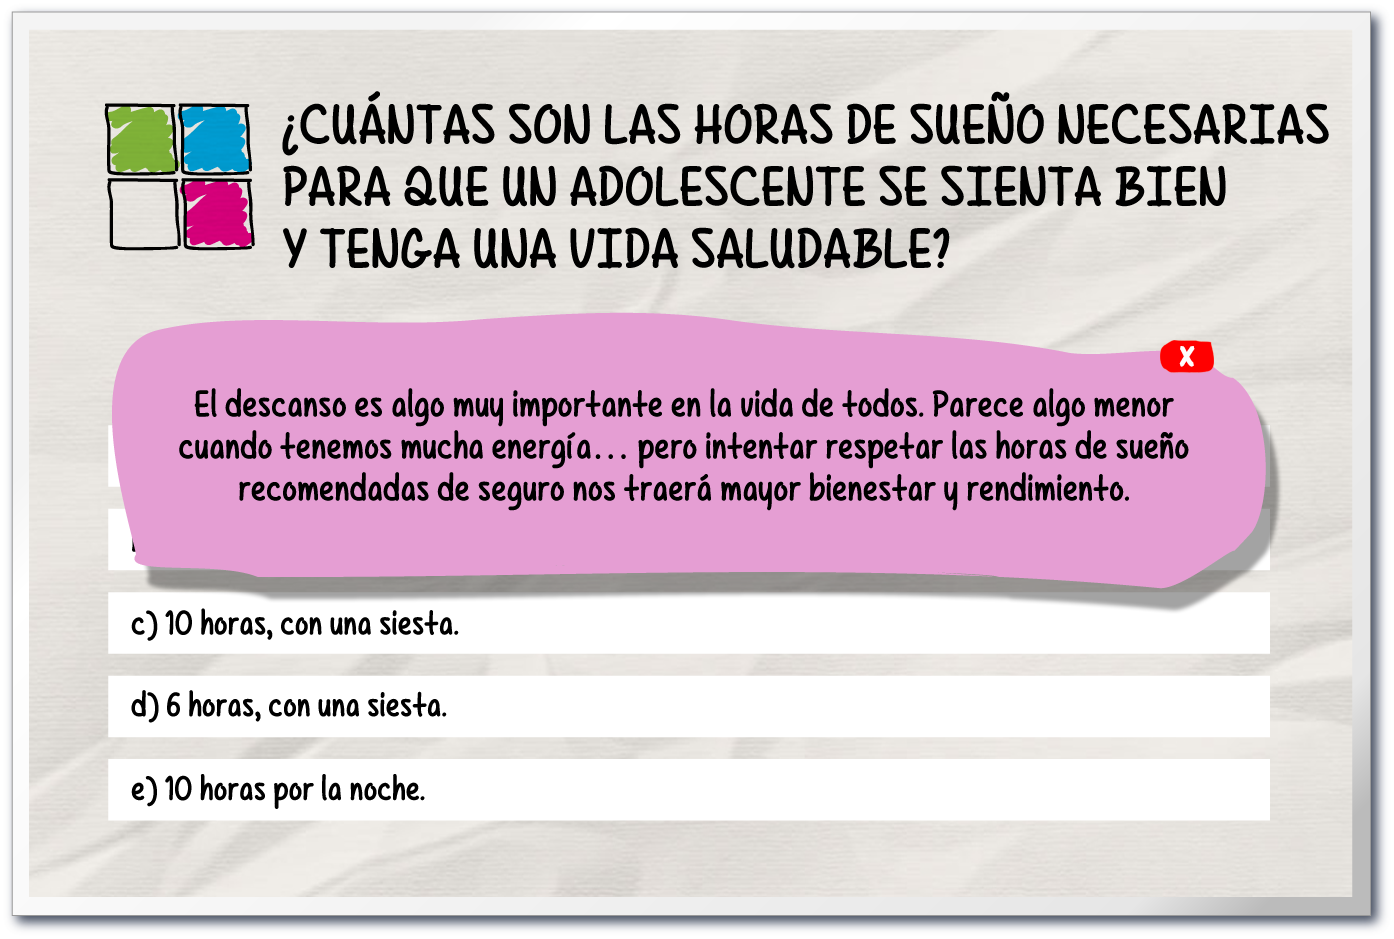 ¿CUÁNTAS SON LAS HORAS DE SUEÑO NECESARIAS
PARA QUE UN ADOLESCENTE SE SIENTA BIEN
Y TENGA UNA VIDA SALUDABLE?
X
El descanso es algo muy importante en la vida de todos. Parece algo menor
cuando tenemos mucha energía... pero intentar respetar las horas de sueño
recomendadas de seguro nos traerá mayor bienestar y rendimiento.
c) 10 horas, con una siesta.
d) 6 horas, con una siesta.
e) 10 horas por la noche.